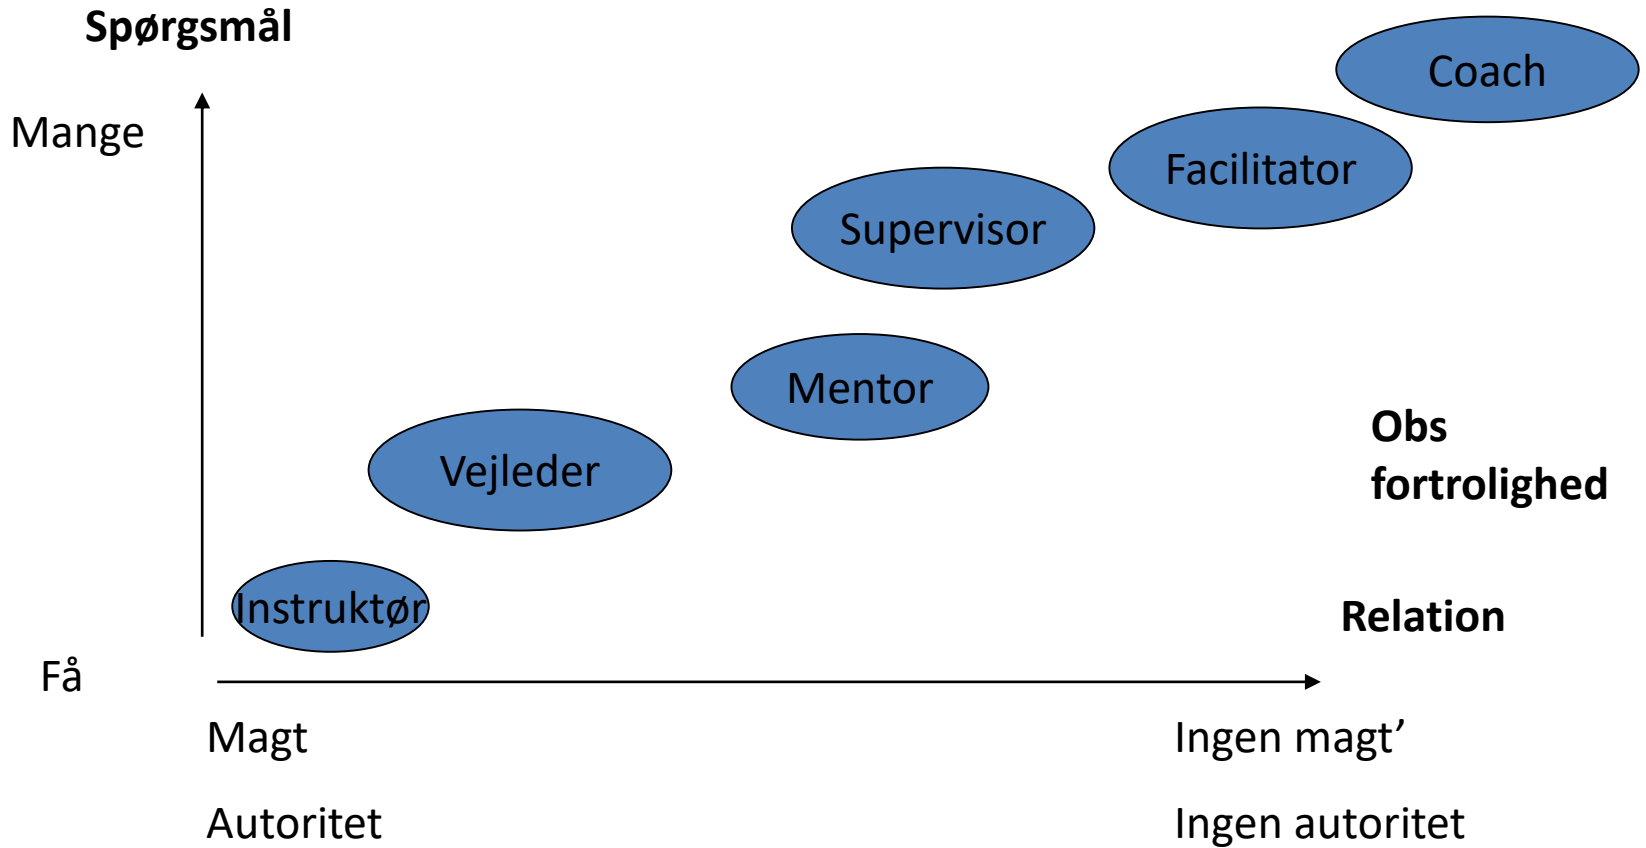 Spørgsmål
Coach
Mange
Facilitator
Supervisor
Mentor
Obs
fortrolighed
Vejleder
Instruktør
Relation
Få
Magt
Ingen magt’
Autoritet
Ingen autoritet